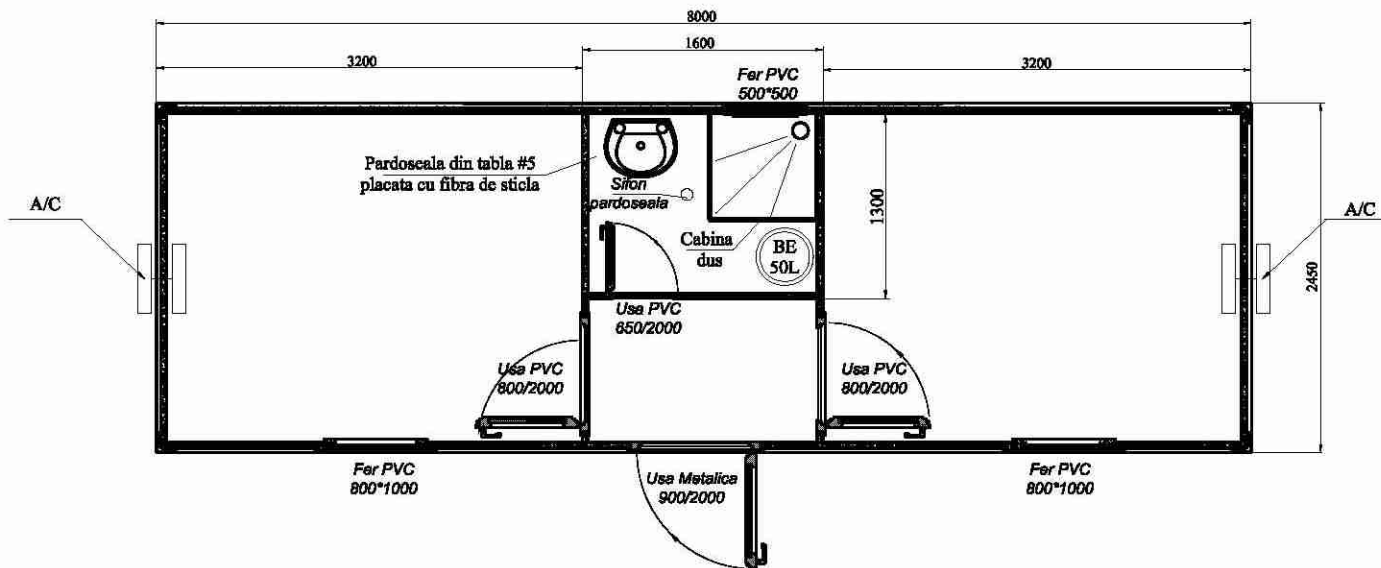 8000
1600
3200
3200
Fer PVC
500*500
Pardoseala din tabla #5
placata cu fibra de sticla
Sifon
pardoseala
A/C
A/C
1300
Cabina
dus
BE
50L
2450
Usa PVC
650/2000
Usa PVC
800/2000
Usa PVC
800/2000
Fer PVC
800*1000
Usa Metalica
900/2000
Fer PVC
800*1000